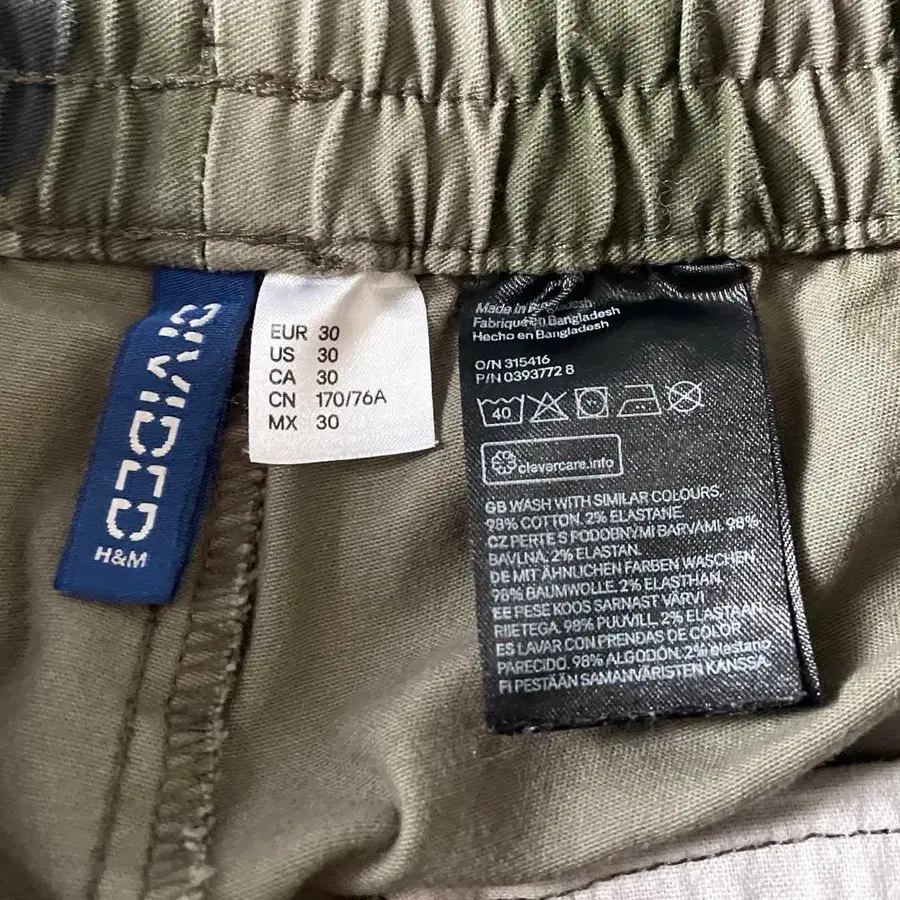 DIVIDED
H&M
EUR 30
US 30
CA 30
CN 170/76A
MX 30
Made in Bangladesh
Fabriqué en Bangladesh
Hecho en Bangladesh
O/N 315416
P/N 0393772 8
40
clevercare.info
GB WASH WITH SIMILAR COLOURS.
98% COTTON. 2% ELASTANE.
CZ PERTE S PODOBNÝMI BARVAMI. 98%
BAVLNA, 2% ELASTAN.
DE MIT ÄHNLICHEN FARBEN WASCHEN.
98% BAUMWOLLE. 2% ELASTHAN.
EE PESE KOOS SARNAST VÄRVI
RIIETEGA. 98% PUUVILL. 2% ELASTAAN.
ES LAVAR CON PRENDAS DE COLOR
PARECIDO. 98% ALGODÓN. 2% elastano
FI PESTÄÄN SAMANVÄRISTEN KANSSA.